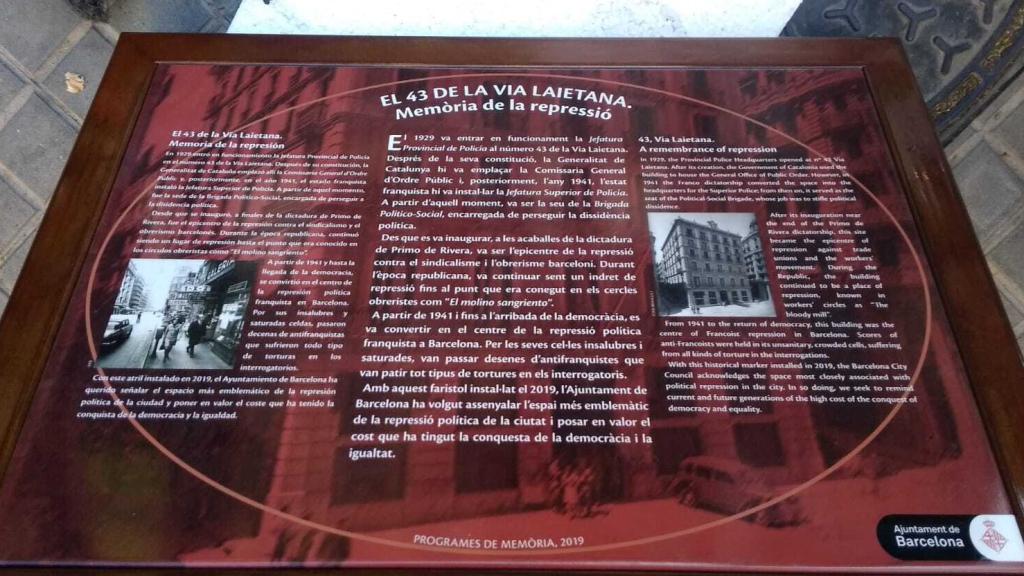 EL 43 DE LA VIA LAIETANA.
Memòria de la repressió
El 43 de la Via Laietana.
Memoria de la represión
En 1929 entró en funcionamiento la Jefatura Provincial de Policía
en el número 43 de la Via Laietana. Después de su constitución, la
Generalitat de Catalunya emplazó allí la Comisaría General d'Ordre
Públic y, posteriormente, en el año 1941, el estado franquista
instaló la Jefatura Superior de Policía. A partir de aquel momento
fue la sede de la Brigada Político-Social, encargada de perseguir a
la disidencia política.
Desde que se inauguró, a finales de la dictadura de Primo de
Rivera, fue el epicentro de la represión contra el sindicalismo y el
obrerismo barcelonés. Durante la época republicana, continuó
siendo un lugar de represión hasta el punto que era conocido en
los círculos obreristas como "El molino sangriento".
A partir de 1941 y hasta la
llegada de la democracia,
se convirtió en el centro de
la represión política
franquista en Barcelona.
Por sus insalubres y
saturadas celdas, pasaron
decenas de antifranquistas
que sufrieron todo tipo
de torturas en los
interrogatorios.
Con este atril instalado en 2019, el Ayuntamiento de Barcelona ha
querido señalar el espacio más emblemático de la represión
política de la ciudad y poner en valor el coste que ha tenido la
conquista de la democracia y la igualdad.
El 1929 va entrar en funcionament la Jefatura
Provincial de Policía al número 43 de la Via Laietana.
Després de la seva constitució, la Generalitat de
Catalunya hi va emplaçar la Comissaria General
d'Ordre Públic i, posteriorment, l'any 1941, l'estat
franquista hi va instal·lar la Jefatura Superior de Policía.
A partir d'aquell moment, va ser la seu de la Brigada
Político-Social, encarregada de perseguir la dissidència
política.
Des que es va inaugurar, a les acaballes de la dictadura
de Primo de Rivera, va ser l'epicentre de la repressió
contra el sindicalisme i l'obrerisme barceloní. Durant
l'època republicana, va continuar sent un indret de
repressió fins al punt que era conegut en els cercles
obreristes com "El molino sangriento".
A partir de 1941 i fins a l'arribada de la democràcia, es
va convertir en el centre de la repressió política
franquista a Barcelona. Per les seves cel·les insalubres i
saturades, van passar desenes d'antifranquistes que
van patir tot tipus de tortures en els interrogatoris.
Amb aquest faristol instal·lat el 2019, l'Ajuntament de
Barcelona ha volgut assenyalar l'espai més emblemàtic
de la repressió política de la ciutat i posar en valor el
cost que ha tingut la conquesta de la democràcia i la
igualtat.
43, Via Laietana.
A remembrance of repression
In 1929, the Provincial Police Headquarters opened at nº 43 Via
Laietana. After its creation, the Government of Catalonia used the
building to house the General Office of Public Order. However, in
1941 the Franco dictatorship converted the space into the
headquarters for the Superior Police; from then on, it served as the
seat of the Political-Social Brigade, whose job was to stifle political
dissidence.
After its inauguration near
the end of the Primo de
Rivera dictatorship, this site
became the epicentre of
repression against trade
unions and the workers'
movement. During the
Republic, the building
continued to be a place of
repression, known in
workers' circles as "The
bloody mill".
From 1941 to the return of democracy, this building was the
centre of Francoist repression in Barcelona. Scores of
anti-Francoists were held in its unsanitary, crowded cells, suffering
from all kinds of torture in the interrogations.
With this historical marker installed in 2019, the Barcelona City
Council acknowledges the space most closely associated with
political repression in the city. In so doing, we seek to remind
current and future generations of the high cost of the conquest of
democracy and equality.
PROGRAMES DE MEMÒRIA, 2019
Ajuntament de
Barcelona